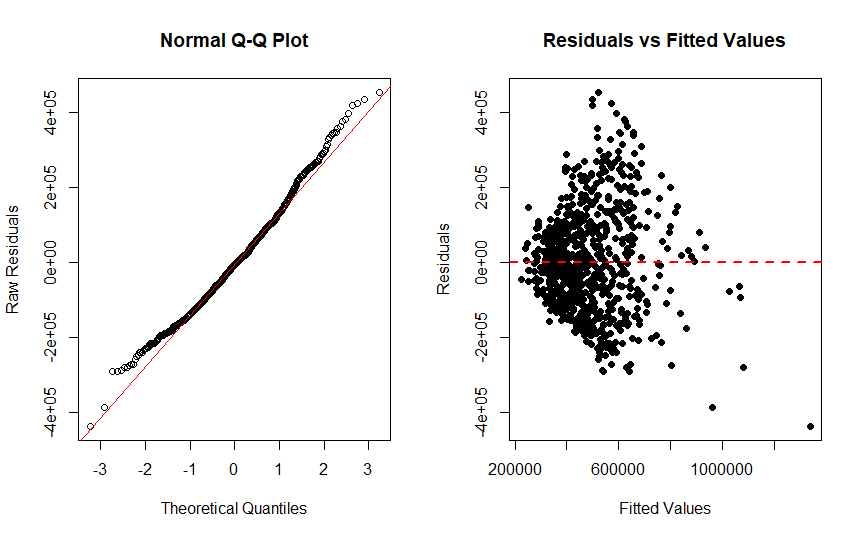 Normal Q-Q Plot
Raw Residuals
4e+05
2e+05
0e+00
-2e+05
-4e+05
-3 -2 -1 0 1 2 3
Theoretical Quantiles
Residuals vs Fitted Values
Residuals
4e+05
2e+05
0e+00
-2e+05
-4e+05
200000 600000 1000000
Fitted Values